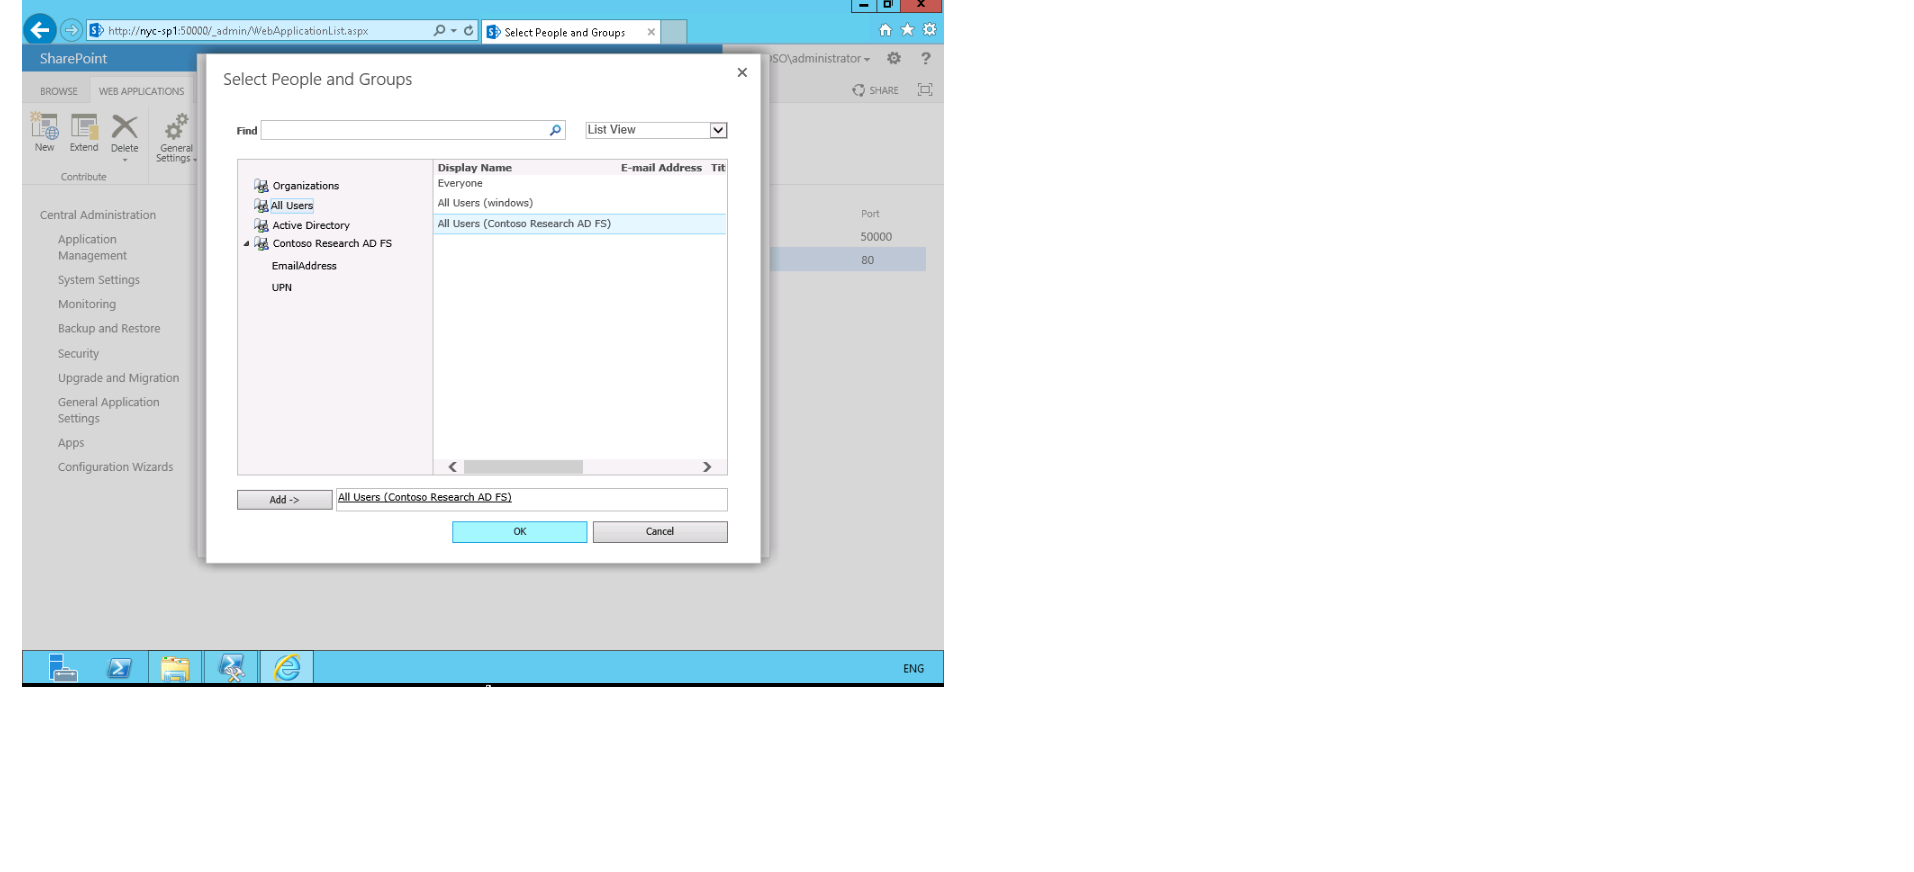 http://nyc-sp1:50000/_admin/WebApplicationList.aspx
Select People and Groups
SharePoint
OSO\administrator
?
BROWSE
WEB APPLICATIONS
SHARE
New
Extend
Delete
General Settings
Contribute
Select People and Groups
Find
List View
Display Name E-mail Address Tit
Organizations
All Users
Active Directory
Contoso Research AD FS
EmailAddress
UPN
Everyone
All Users (windows)
All Users (Contoso Research AD FS)
Add ->
All Users (Contoso Research AD FS)
OK
Cancel
Central Administration
Application
Management
System Settings
Monitoring
Backup and Restore
Security
Upgrade and Migration
General Application
Settings
Apps
Configuration Wizards
Port
50000
80
ENG